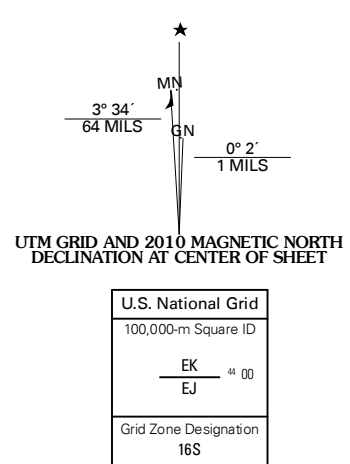 ★
MN
3° 34´
64 MILS
GN
0° 2´
1 MILS
UTM GRID AND 2010 MAGNETIC NORTH
DECLINATION AT CENTER OF SHEET
U.S. National Grid
100,000-m Square ID
EK
44 00
EJ
Grid Zone Designation
16S